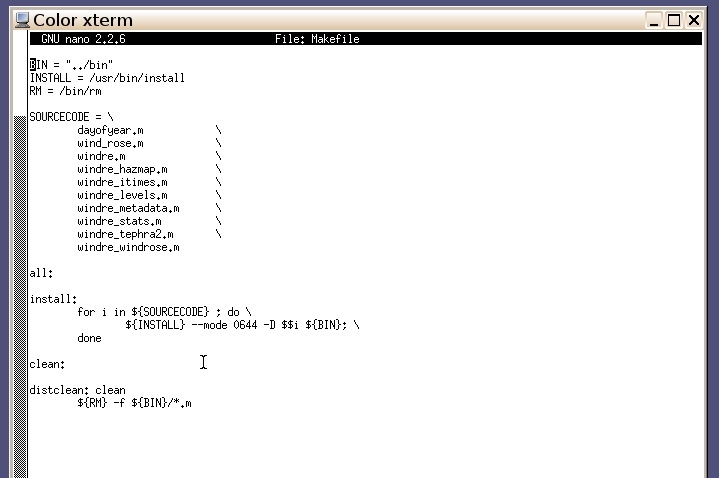 Color xterm
GNU nano 2.2.6 File: Makefile
BIN = "../bin"
INSTALL = /usr/bin/install
RM = /bin/rm
SOURCECODE = \
dayofyear.m \
wind_rose.m \
windre.m \
windre_hazmap.m \
windre_itimes.m \
windre_levels.m \
windre_metadata.m \
windre_stats.m \
windre_tephra2.m \
windre_windrose.m
all:
install:
for i in ${SOURCECODE} ; do \
${INSTALL} --mode 0644 -D $$i ${BIN}; \
done
clean:
distclean: clean
${RM} -f ${BIN}/*.m